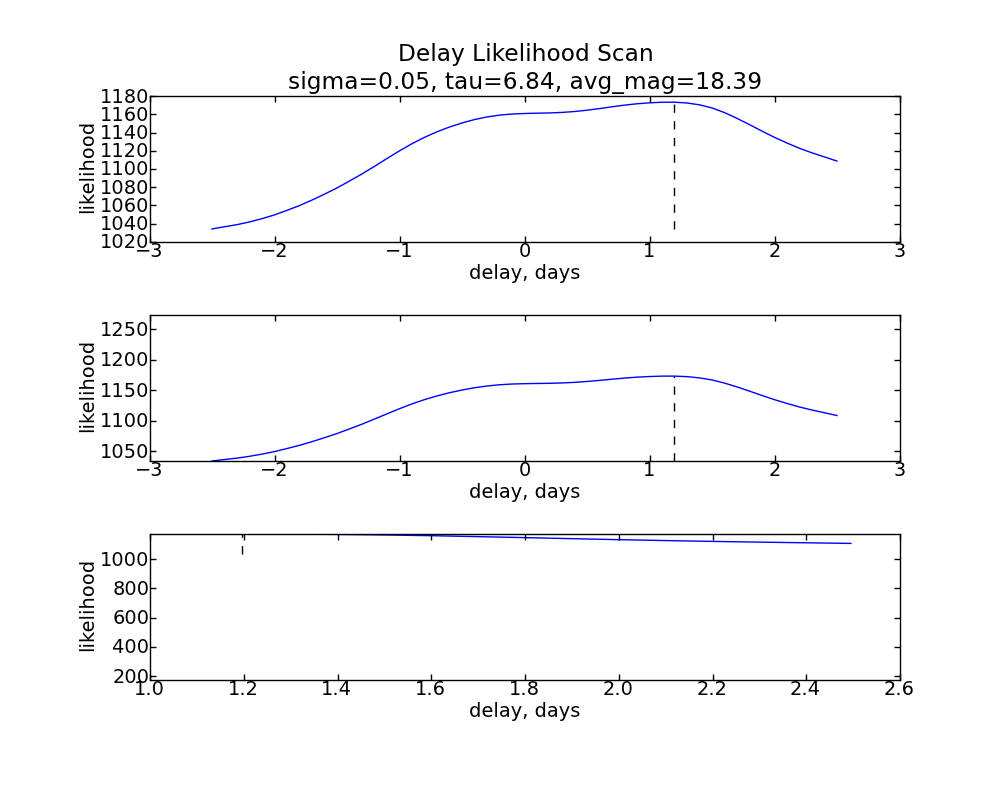 Delay Likelihood Scan
sigma=0.05, tau=6.84, avg_mag=18.39
1180
1160
1140
1120
1100
1080
1060
1040
1020
likelihood
−3 −2 −1 0 1 2 3
delay, days
1250
1200
1150
1100
1050
likelihood
−3 −2 −1 0 1 2 3
delay, days
1000
800
600
400
200
likelihood
1.0 1.2 1.4 1.6 1.8 2.0 2.2 2.4 2.6
delay, days